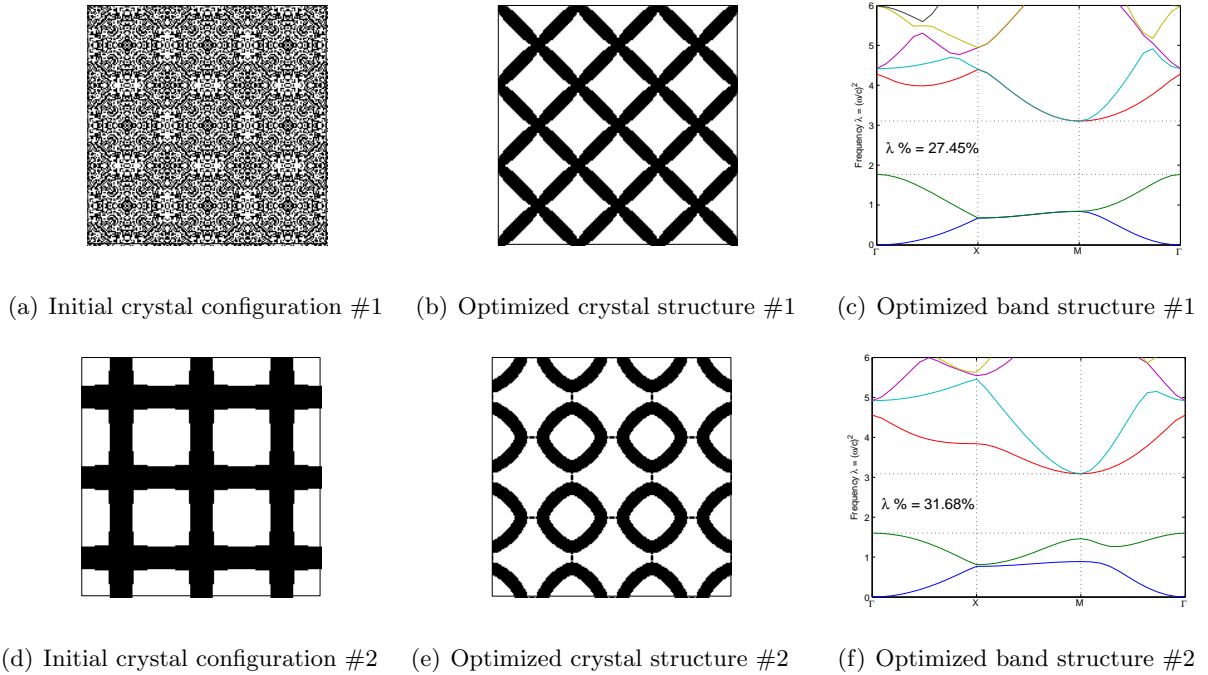 6
5
4
3
2
1
0
Frequency λ = (ω/c)²
λ % = 27.45%
Γ X M Γ
(a) Initial crystal configuration #1 (b) Optimized crystal structure #1 (c) Optimized band structure #1
6
5
4
3
2
1
0
Frequency λ = (ω/c)²
λ % = 31.68%
Γ X M Γ
(d) Initial crystal configuration #2 (e) Optimized crystal structure #2 (f) Optimized band structure #2